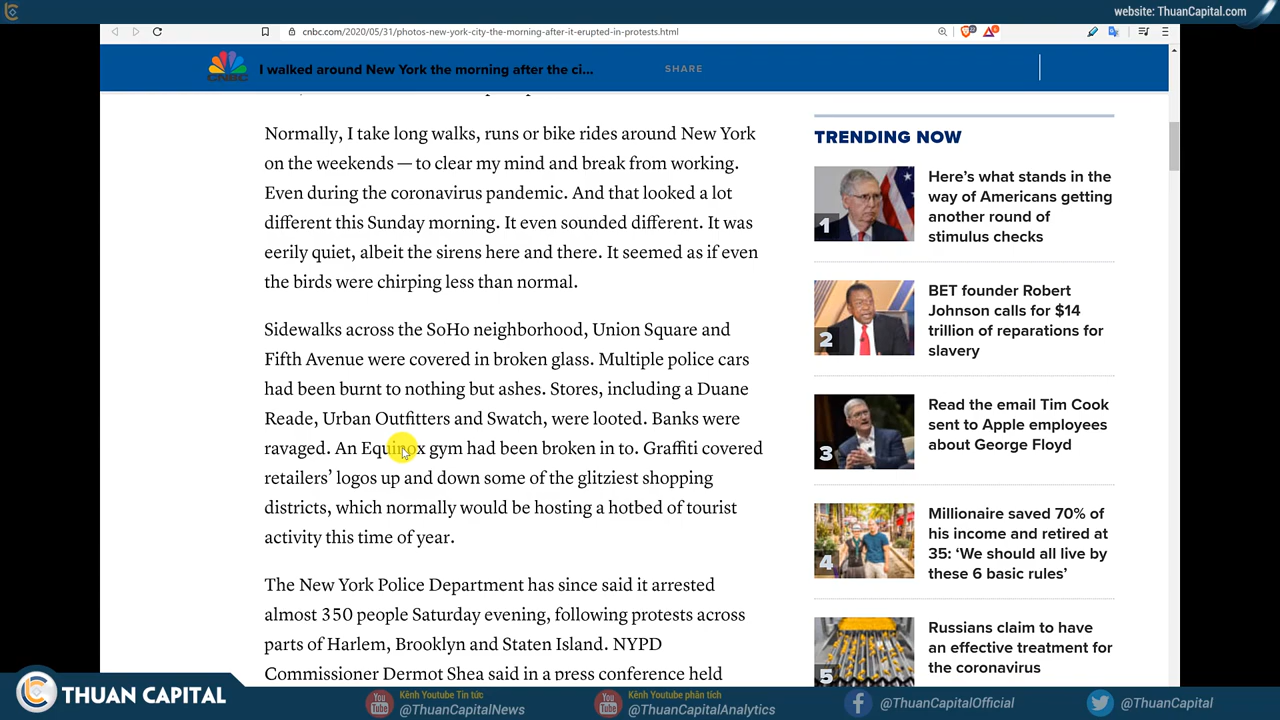 website: ThuanCapital.com
cnbc.com/2020/05/31/photos-new-york-city-the-morning-after-it-erupted-in-protests.html
CNBC
I walked around New York the morning after the ci...
SHARE
Normally, I take long walks, runs or bike rides around New York
on the weekends — to clear my mind and break from working.
Even during the coronavirus pandemic. And that looked a lot
different this Sunday morning. It even sounded different. It was
eerily quiet, albeit the sirens here and there. It seemed as if even
the birds were chirping less than normal.
Sidewalks across the SoHo neighborhood, Union Square and
Fifth Avenue were covered in broken glass. Multiple police cars
had been burnt to nothing but ashes. Stores, including a Duane
Reade, Urban Outfitters and Swatch, were looted. Banks were
ravaged. An Equinox gym had been broken in to. Graffiti covered
retailers’ logos up and down some of the glitziest shopping
districts, which normally would be hosting a hotbed of tourist
activity this time of year.
The New York Police Department has since said it arrested
almost 350 people Saturday evening, following protests across
parts of Harlem, Brooklyn and Staten Island. NYPD
Commissioner Dermot Shea said in a press conference held
TRENDING NOW
1
Here’s what stands in the
way of Americans getting
another round of
stimulus checks
2
BET founder Robert
Johnson calls for $14
trillion of reparations for
slavery
3
Read the email Tim Cook
sent to Apple employees
about George Floyd
4
Millionaire saved 70% of
his income and retired at
35: ‘We should all live by
these 6 basic rules’
5
Russians claim to have
an effective treatment for
the coronavirus
THUAN CAPITAL
You Tube
Kênh Youtube Tin tức
@ThuanCapitalNews
You Tube
Kênh Youtube phân tích
@ThuanCapitalAnalytics
@ThuanCapitalOfficial
@ThuanCapital